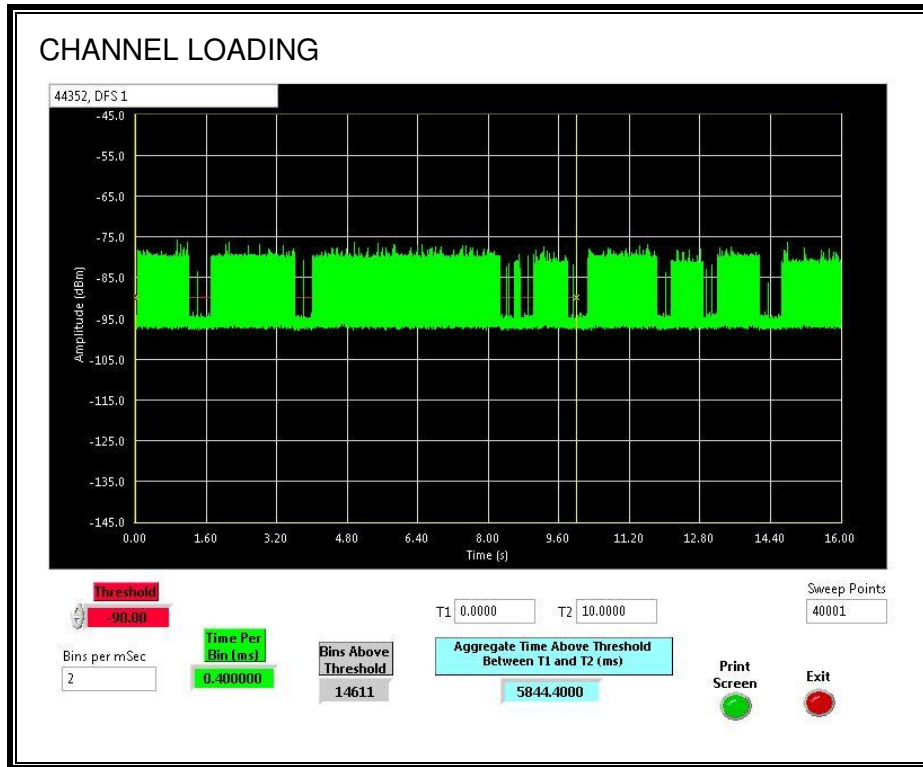 CHANNEL LOADING
44352, DFS 1
-45.0
-55.0
-65.0
-75.0
-85.0
-95.0
-105.0
-115.0
-125.0
-135.0
-145.0
Amplitude (dBm)
0.00 1.60 3.20 4.80 6.40 8.00 9.60 11.20 12.80 14.40 16.00
Time (s)
Threshold
-90.00
Bins per mSec
2
Time Per
Bin (ms)
0.400000
Bins Above
Threshold
14611
T1 0.0000 T2 10.0000
Aggregate Time Above Threshold
Between T1 and T2 (ms)
5844.4000
Sweep Points
40001
Print
Screen
Exit